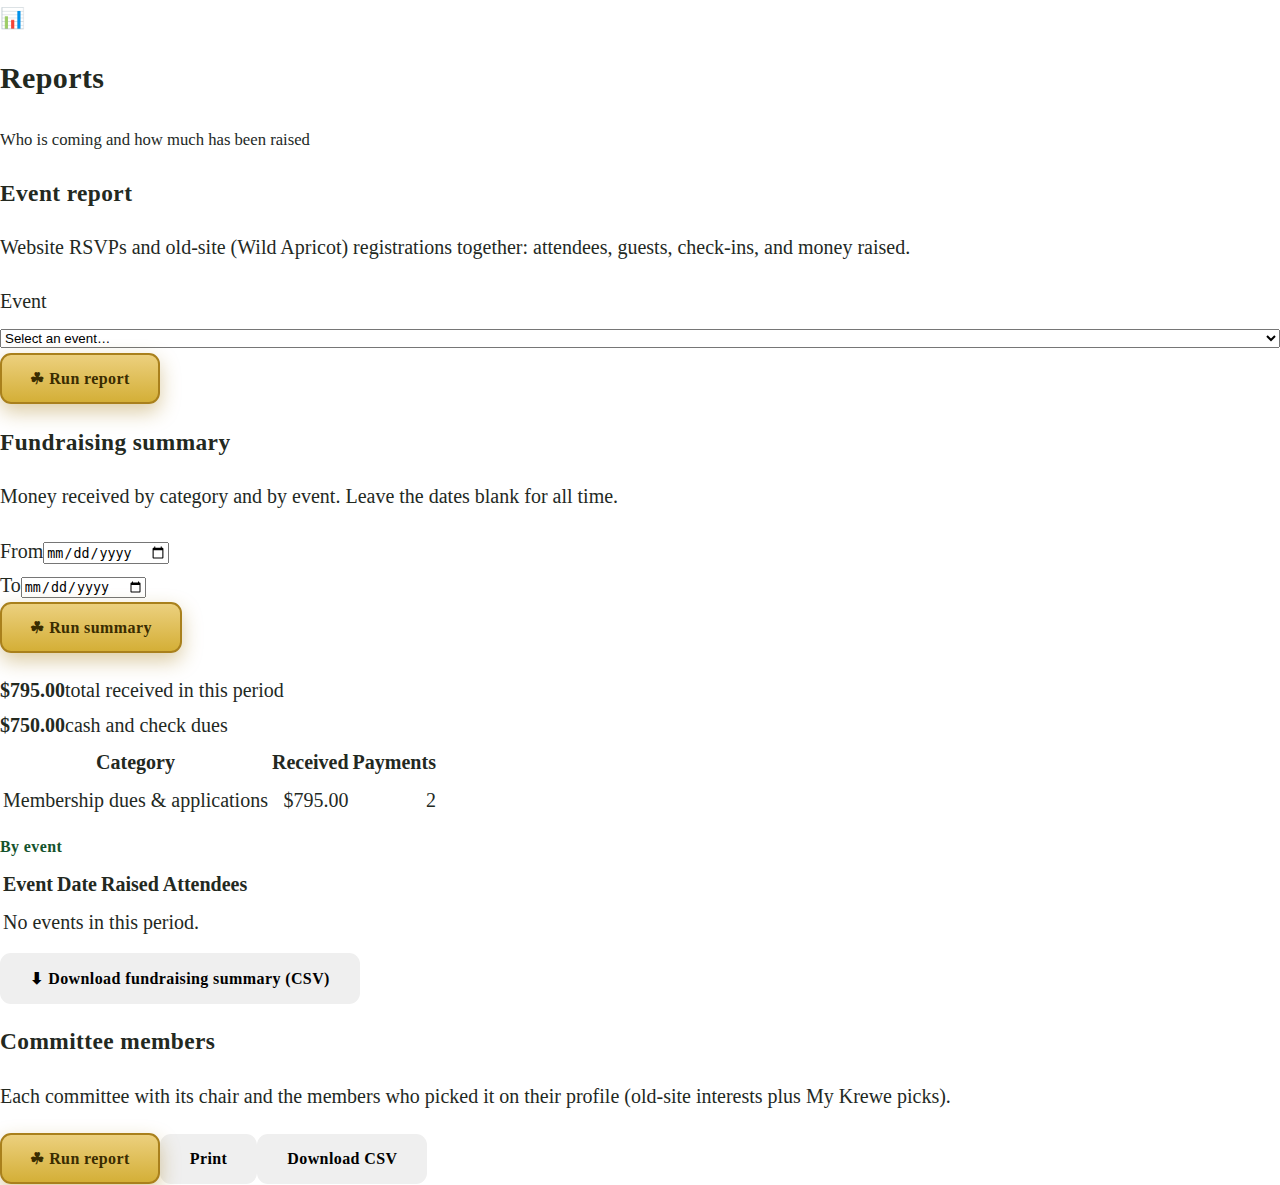 Reports
Who is coming and how much has been raised
Event report
Website RSVPs and old-site (Wild Apricot) registrations together: attendees, guests, check-ins, and money raised.
Event
Select an event…
☘ Run report
Fundraising summary
Money received by category and by event. Leave the dates blank for all time.
From mm/dd/yyyy
To mm/dd/yyyy
☘ Run summary
$795.00total received in this period
$750.00cash and check dues
Category Received Payments
Membership dues & applications $795.00 2
By event
Event Date Raised Attendees
No events in this period.
⬇ Download fundraising summary (CSV)
Committee members
Each committee with its chair and the members who picked it on their profile (old-site interests plus My Krewe picks).
☘ Run report Print Download CSV